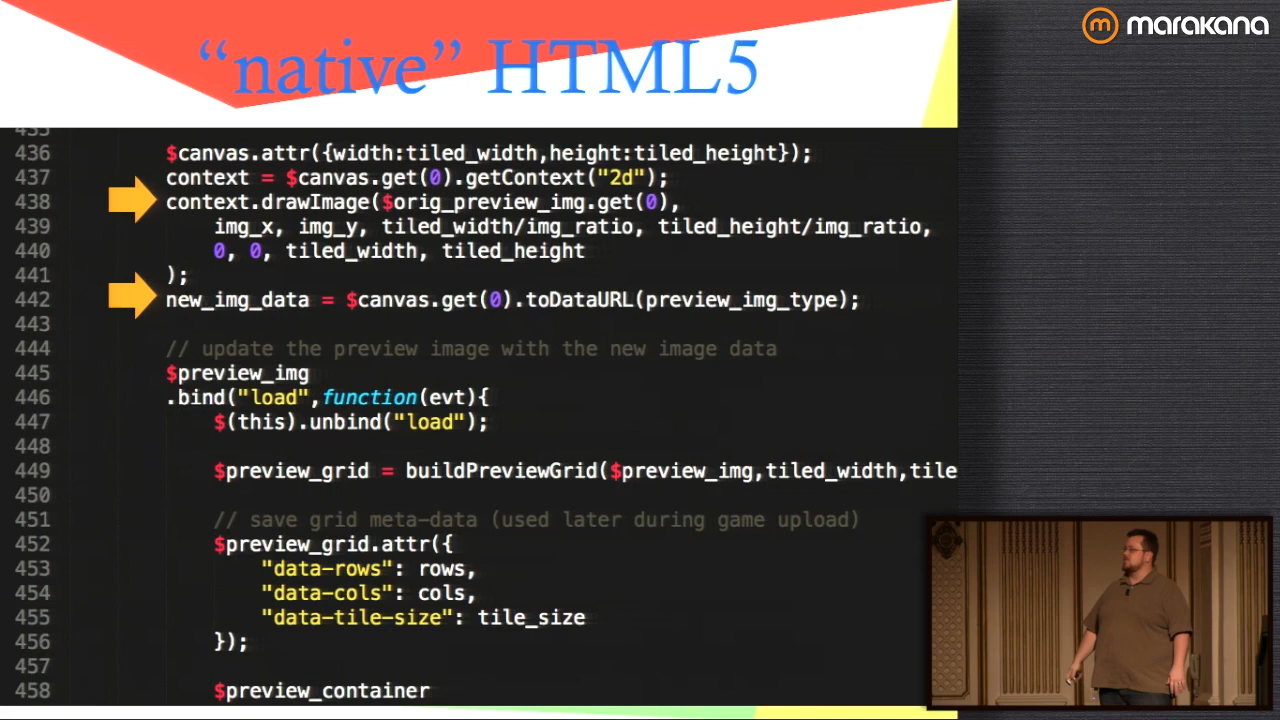 marakana
“native” HTML5
435
436 $canvas.attr({width:tiled_width,height:tiled_height});
437 context = $canvas.get(0).getContext("2d");
438 context.drawImage($orig_preview_img.get(0),
439 img_x, img_y, tiled_width/img_ratio, tiled_height/img_ratio,
440 0, 0, tiled_width, tiled_height
441 );
442 new_img_data = $canvas.get(0).toDataURL(preview_img_type);
443
444 // update the preview image with the new image data
445 $preview_img
446 .bind("load",function(evt){
447 $(this).unbind("load");
448
449 $preview_grid = buildPreviewGrid($preview_img,tiled_width,tile
450
451 // save grid meta-data (used later during game upload)
452 $preview_grid.attr({
453 "data-rows": rows,
454 "data-cols": cols,
455 "data-tile-size": tile_size
456 });
457
458 $preview_container